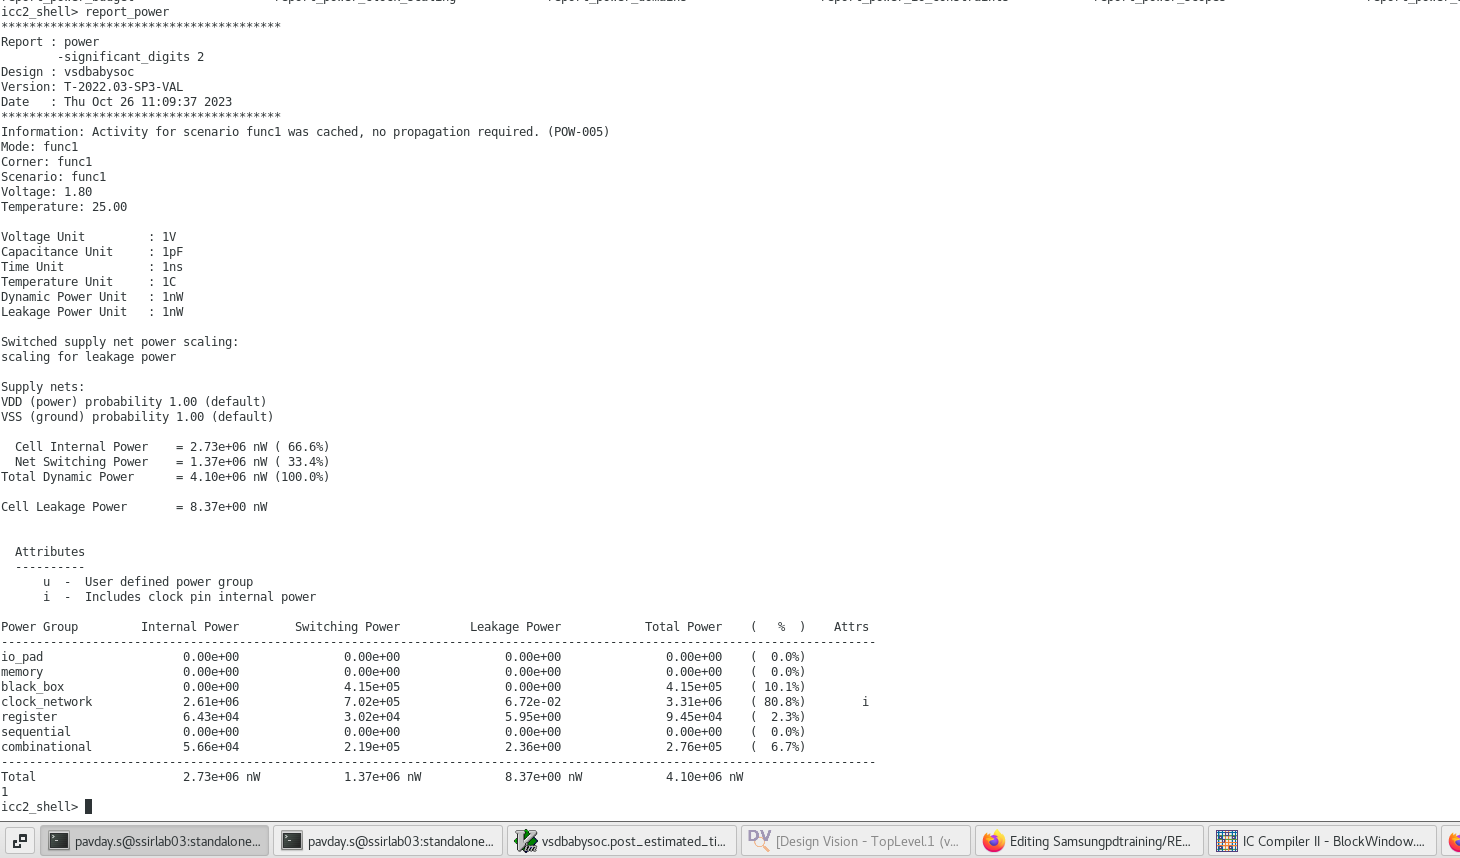 icc2_shell> report_power
****************************************
Report : power
        -significant_digits 2
Design : vsdbabysoc
Version: T-2022.03-SP3-VAL
Date   : Thu Oct 26 11:09:37 2023
****************************************
Information: Activity for scenario func1 was cached, no propagation required. (POW-005)
Mode: func1
Corner: func1
Scenario: func1
Voltage: 1.80
Temperature: 25.00
Voltage Unit         : 1V
Capacitance Unit     : 1pF
Time Unit            : 1ns
Temperature Unit     : 1C
Dynamic Power Unit   : 1nW
Leakage Power Unit   : 1nW
Switched supply net power scaling:
scaling for leakage power
Supply nets:
VDD (power) probability 1.00 (default)
VSS (ground) probability 1.00 (default)
  Cell Internal Power    = 2.73e+06 nW ( 66.6%)
  Net Switching Power    = 1.37e+06 nW ( 33.4%)
Total Dynamic Power      = 4.10e+06 nW (100.0%)
Cell Leakage Power       = 8.37e+00 nW
  Attributes
  ----------
      u  -  User defined power group
      i  -  Includes clock pin internal power
Power Group         Internal Power        Switching Power          Leakage Power            Total Power    (   %  )    Attrs
-----------------------------------------------------------------------------------------------------------------------------
io_pad                    0.00e+00               0.00e+00               0.00e+00               0.00e+00    (  0.0%)
memory                    0.00e+00               0.00e+00               0.00e+00               0.00e+00    (  0.0%)
black_box                 0.00e+00               4.15e+05               0.00e+00               4.15e+05    ( 10.1%)
clock_network             2.61e+06               7.02e+05               6.72e-02               3.31e+06    ( 80.8%)        i
register                  6.43e+04               3.02e+04               5.95e+00               9.45e+04    (  2.3%)
sequential                0.00e+00               0.00e+00               0.00e+00               0.00e+00    (  0.0%)
combinational             5.66e+04               2.19e+05               2.36e+00               2.76e+05    (  6.7%)
-----------------------------------------------------------------------------------------------------------------------------
Total                     2.73e+06 nW            1.37e+06 nW            8.37e+00 nW            4.10e+06 nW
1
icc2_shell>
pavday.s@ssirlab03:standalone... pavday.s@ssirlab03:standalone... vsdbabysoc.post_estimated_ti... [Design Vision - TopLevel.1 (v... Editing Samsungpdtraining/RE... IC Compiler II - BlockWindow....